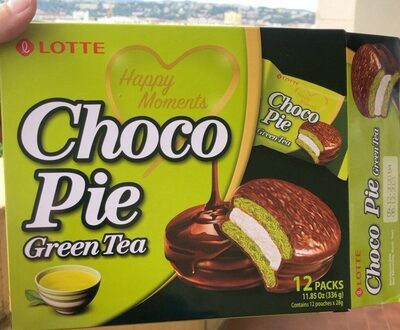 LOTTE
Happy
Moments
Choco
Pie
Green Tea
LOTTE
Choco
Pie
Green Tea
12 PACKS
11.85 Oz (336 g)
Contains 12 pouches x 28g
LOTTE
Choco Pie Green Tea